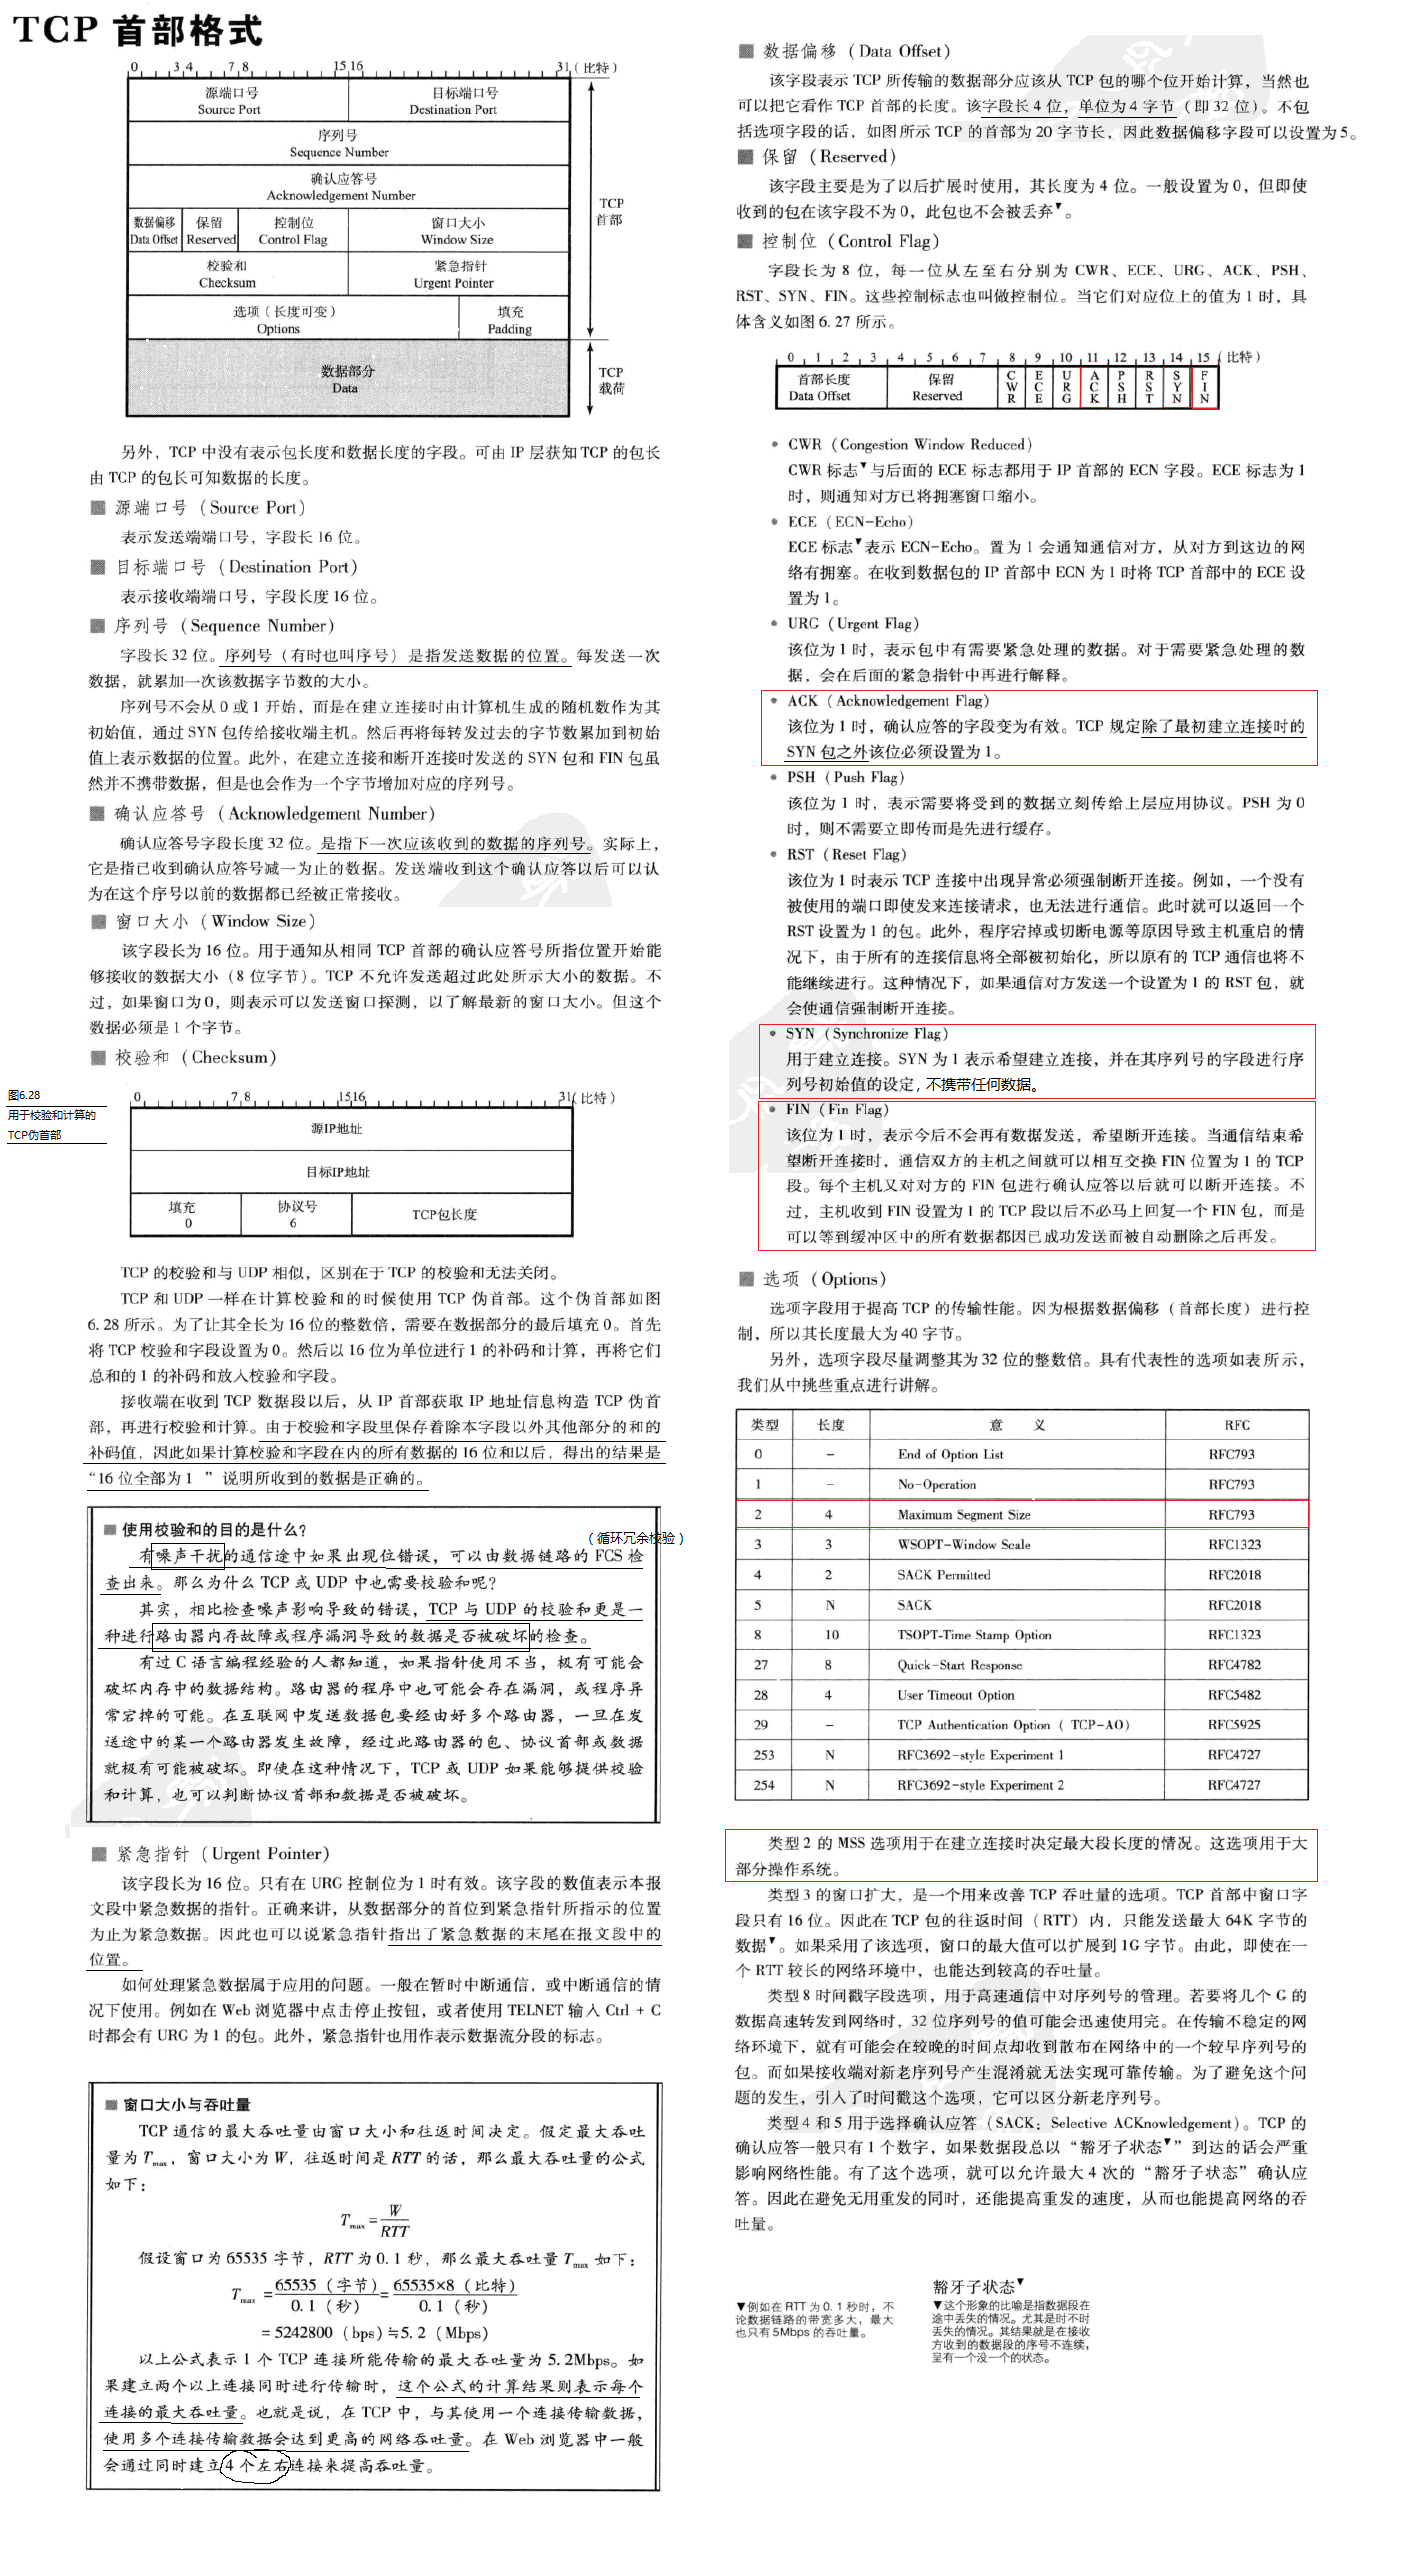 TCP 首部格式
0 3 4 7 8 15 16 31（比特）
源端口号 目标端口号
Source Port Destination Port
序列号
Sequence Number
确认应答号
Acknowledgement Number
数据偏移 保留 控制位 窗口大小
Data Offset Reserved Control Flag Window Size
校验和 紧急指针
Checksum Urgent Pointer
选项（长度可变） 填充
Options Padding
TCP
首部
数据部分
Data
TCP
载荷
另外，TCP 中没有表示包长度和数据长度的字段。可由 IP 层获知 TCP 的包长
由 TCP 的包长可知数据的长度。
源端口号（Source Port）
表示发送端端口号，字段长 16 位。
目标端口号（Destination Port）
表示接收端端口号，字段长度 16 位。
序列号（Sequence Number）
字段长 32 位。序列号（有时也叫序号）是指发送数据的位置。每发送一次
数据，就累加一次该数据字节数的大小。
序列号不会从 0 或 1 开始，而是在建立连接时由计算机生成的随机数作为其
初始值，通过 SYN 包传给接收端主机。然后再将每转发过去的字节数累加到初始
值上表示数据的位置。此外，在建立连接和断开连接时发送的 SYN 包和 FIN 包虽
然并不携带数据，但是也会作为一个字节增加对应的序列号。
确认应答号（Acknowledgement Number）
确认应答号字段长度 32 位。是指下一次应该收到的数据的序列号。实际上，
它是指已收到确认应答号减一为止的数据。发送端收到这个确认应答以后可以认
为在这个序号以前的数据都已经被正常接收。
窗口大小（Window Size）
该字段长为 16 位。用于通知从相同 TCP 首部的确认应答号所指位置开始能
够接收的数据大小（8 位字节）。TCP 不允许发送超过此处所示大小的数据。不
过，如果窗口为 0，则表示可以发送窗口探测，以了解最新的窗口大小。但这个
数据必须是 1 个字节。
校验和（Checksum）
图6.28
用于校验和计算的
TCP伪首部
0 7 8 1516 31（比特）
源IP地址
目标IP地址
填充 协议号 TCP包长度
0 6
TCP 的校验和与 UDP 相似，区别在于 TCP 的校验和无法关闭。
TCP 和 UDP 一样在计算校验和的时候使用 TCP 伪首部。这个伪首部如图
6. 28 所示。为了让其全长为 16 位的整数倍，需要在数据部分的最后填充 0。首先
将 TCP 校验和字段设置为 0。然后以 16 位为单位进行 1 的补码和计算，再将它们
总和的 1 的补码和放入校验和字段。
接收端在收到 TCP 数据段以后，从 IP 首部获取 IP 地址信息构造 TCP 伪首
部，再进行校验和计算。由于校验和字段里保存着除本字段以外其他部分的和的
补码值，因此如果计算校验和字段在内的所有数据的 16 位和以后，得出的结果是
“16 位全部为 1 ”说明所收到的数据是正确的。
使用校验和的目的是什么？
（循环冗余校验）
有噪声干扰的通信途中如果出现位错误，可以由数据链路的 FCS 检
查出来。那么为什么 TCP 或 UDP 中也需要校验和呢？
其实，相比检查噪声影响导致的错误，TCP 与 UDP 的校验和更是一
种进行路由器内存故障或程序漏洞导致的数据是否被破坏的检查。
有过 C 语言编程经验的人都知道，如果指针使用不当，极有可能会
破坏内存中的数据结构。路由器的程序中也可能会存在漏洞，或程序异
常宕掉的可能。在互联网中发送数据包要经由好多个路由器，一旦在发
送途中的某一个路由器发生故障，经过此路由器的包、协议首部或数据
就极有可能被破坏。即使在这种情况下，TCP 或 UDP 如果能够提供校验
和计算，也可以判断协议首部和数据是否被破坏。
紧急指针（Urgent Pointer）
该字段长为 16 位。只有在 URG 控制位为 1 时有效。该字段的数值表示本报
文段中紧急数据的指针。正确来讲，从数据部分的首位到紧急指针所指示的位置
为止为紧急数据。因此也可以说紧急指针指出了紧急数据的末尾在报文段中的
位置。
如何处理紧急数据属于应用的问题。一般在暂时中断通信，或中断通信的情
况下使用。例如在 Web 浏览器中点击停止按钮，或者使用 TELNET 输入 Ctrl + C
时都会有 URG 为 1 的包。此外，紧急指针也用作表示数据流分段的标志。
窗口大小与吞吐量
TCP 通信的最大吞吐量由窗口大小和往返时间决定。假定最大吞吐
量为 Tmax，窗口大小为 W，往返时间是 RTT 的话，那么最大吞吐量的公式
如下：
Tmax = W / RTT
假设窗口为 65535 字节，RTT 为 0. 1 秒，那么最大吞吐量 Tmax 如下：
Tmax = 65535（字节） / 0. 1（秒） = 65535×8（比特） / 0. 1（秒）
= 5242800（bps）≒5. 2（Mbps）
以上公式表示 1 个 TCP 连接所能传输的最大吞吐量为 5. 2Mbps。如
果建立两个以上连接同时进行传输时，这个公式的计算结果则表示每个
连接的最大吞吐量。也就是说，在 TCP 中，与其使用一个连接传输数据，
使用多个连接传输数据会达到更高的网络吞吐量。在 Web 浏览器中一般
会通过同时建立 4 个左右连接来提高吞吐量。
数据偏移（Data Offset）
该字段表示 TCP 所传输的数据部分应该从 TCP 包的哪个位开始计算，当然也
可以把它看作 TCP 首部的长度。该字段长 4 位，单位为 4 字节（即 32 位）。不包
括选项字段的话，如图所示 TCP 的首部为 20 字节长，因此数据偏移字段可以设置为 5。
保留（Reserved）
该字段主要是为了以后扩展时使用，其长度为 4 位。一般设置为 0，但即使
收到的包在该字段不为 0，此包也不会被丢弃▼。
控制位（Control Flag）
字段长为 8 位，每一位从左至右分别为 CWR、ECE、URG、ACK、PSH、
RST、SYN、FIN。这些控制标志也叫做控制位。当它们对应位上的值为 1 时，具
体含义如图 6. 27 所示。
0 1 2 3 4 5 6 7 8 9 10 11 12 13 14 15（比特）
首部长度 保留 CWR ECE URG ACK PSH RST SYN FIN
Data Offset Reserved
CWR（Congestion Window Reduced）
CWR 标志▼与后面的 ECE 标志都用于 IP 首部的 ECN 字段。ECE 标志为 1
时，则通知对方已将拥塞窗口缩小。
ECE（ECN-Echo）
ECE 标志▼表示 ECN-Echo。置为 1 会通知通信对方，从对方到这边的网
络有拥塞。在收到数据包的 IP 首部中 ECN 为 1 时将 TCP 首部中的 ECE 设
置为 1。
URG（Urgent Flag）
该位为 1 时，表示包中有需要紧急处理的数据。对于需要紧急处理的数
据，会在后面的紧急指针中再进行解释。
ACK（Acknowledgement Flag）
该位为 1 时，确认应答的字段变为有效。TCP 规定除了最初建立连接时的
SYN 包之外该位必须设置为 1。
PSH（Push Flag）
该位为 1 时，表示需要将受到的数据立刻传给上层应用协议。PSH 为 0
时，则不需要立即传而是先进行缓存。
RST（Reset Flag）
该位为 1 时表示 TCP 连接中出现异常必须强制断开连接。例如，一个没有
被使用的端口即使发来连接请求，也无法进行通信。此时就可以返回一个
RST 设置为 1 的包。此外，程序宕掉或切断电源等原因导致主机重启的情
况下，由于所有的连接信息将全部被初始化，所以原有的 TCP 通信也将不
能继续进行。这种情况下，如果通信对方发送一个设置为 1 的 RST 包，就
会使通信强制断开连接。
SYN（Synchronize Flag）
用于建立连接。SYN 为 1 表示希望建立连接，并在其序列号的字段进行序
列号初始值的设定，不携带任何数据。
FIN（Fin Flag）
该位为 1 时，表示今后不会再有数据发送，希望断开连接。当通信结束希
望断开连接时，通信双方的主机之间就可以相互交换 FIN 位置为 1 的 TCP
段。每个主机又对对方的 FIN 包进行确认应答以后就可以断开连接。不
过，主机收到 FIN 设置为 1 的 TCP 段以后不必马上回复一个 FIN 包，而是
可以等到缓冲区中的所有数据都因已成功发送而被自动删除之后再发。
选项（Options）
选项字段用于提高 TCP 的传输性能。因为根据数据偏移（首部长度）进行控
制，所以其长度最大为 40 字节。
另外，选项字段尽量调整其为 32 位的整数倍。具有代表性的选项如表所示，
我们从中挑些重点进行讲解。
类型 长度 意 义 RFC
0 - End of Option List RFC793
1 - No-Operation RFC793
2 4 Maximum Segment Size RFC793
3 3 WSOPT-Window Scale RFC1323
4 2 SACK Permitted RFC2018
5 N SACK RFC2018
8 10 TSOPT-Time Stamp Option RFC1323
27 8 Quick-Start Response RFC4782
28 4 User Timeout Option RFC5482
29 - TCP Authentication Option（TCP-AO） RFC5925
253 N RFC3692-style Experiment 1 RFC4727
254 N RFC3692-style Experiment 2 RFC4727
类型 2 的 MSS 选项用于在建立连接时决定最大段长度的情况。这选项用于大
部分操作系统。
类型 3 的窗口扩大，是一个用来改善 TCP 吞吐量的选项。TCP 首部中窗口字
段只有 16 位。因此在 TCP 包的往返时间（RTT）内，只能发送最大 64K 字节的
数据▼。如果采用了该选项，窗口的最大值可以扩展到 1G 字节。由此，即使在一
个 RTT 较长的网络环境中，也能达到较高的吞吐量。
类型 8 时间戳字段选项，用于高速通信中对序列号的管理。若要将几个 G 的
数据高速转发到网络时，32 位序列号的值可能会迅速使用完。在传输不稳定的网
络环境下，就有可能会在较晚的时间点却收到散布在网络中的一个较早序列号的
包。而如果接收端对新老序列号产生混淆就无法实现可靠传输。为了避免这个问
题的发生，引入了时间戳这个选项，它可以区分新老序列号。
类型 4 和 5 用于选择确认应答（SACK：Selective ACKnowledgement）。TCP 的
确认应答一般只有 1 个数字，如果数据段总以“豁牙子状态▼”到达的话会严重
影响网络性能。有了这个选项，就可以允许最大 4 次的“豁牙子状态”确认应
答。因此在避免无用重发的同时，还能提高重发的速度，从而也能提高网络的吞
吐量。
▼例如在 RTT 为 0. 1 秒时，不
论数据链路的带宽多大，最大
也只有 5Mbps 的吞吐量。
豁牙子状态▼
▼这个形象的比喻是指数据段在
途中丢失的情况。尤其是时不时
丢失的情况。其结果就是在接收
方收到的数据段的序号不连续，
呈有一个没一个的状态。